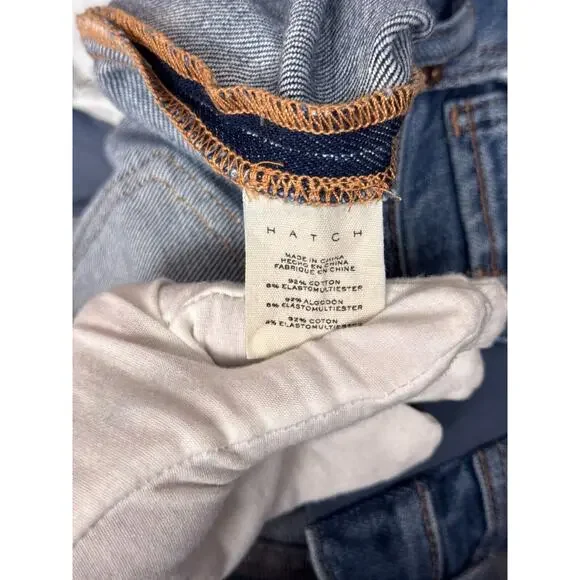 HATCH
MADE IN CHINA
HECHO EN CHINA
FABRIQUE EN CHINE
92% COTTON
8% ELASTOMULTIESTER
92% ALGODON
8% ELASTOMULTIESTER
92% COTON
8% ELASTOMULTIESTER